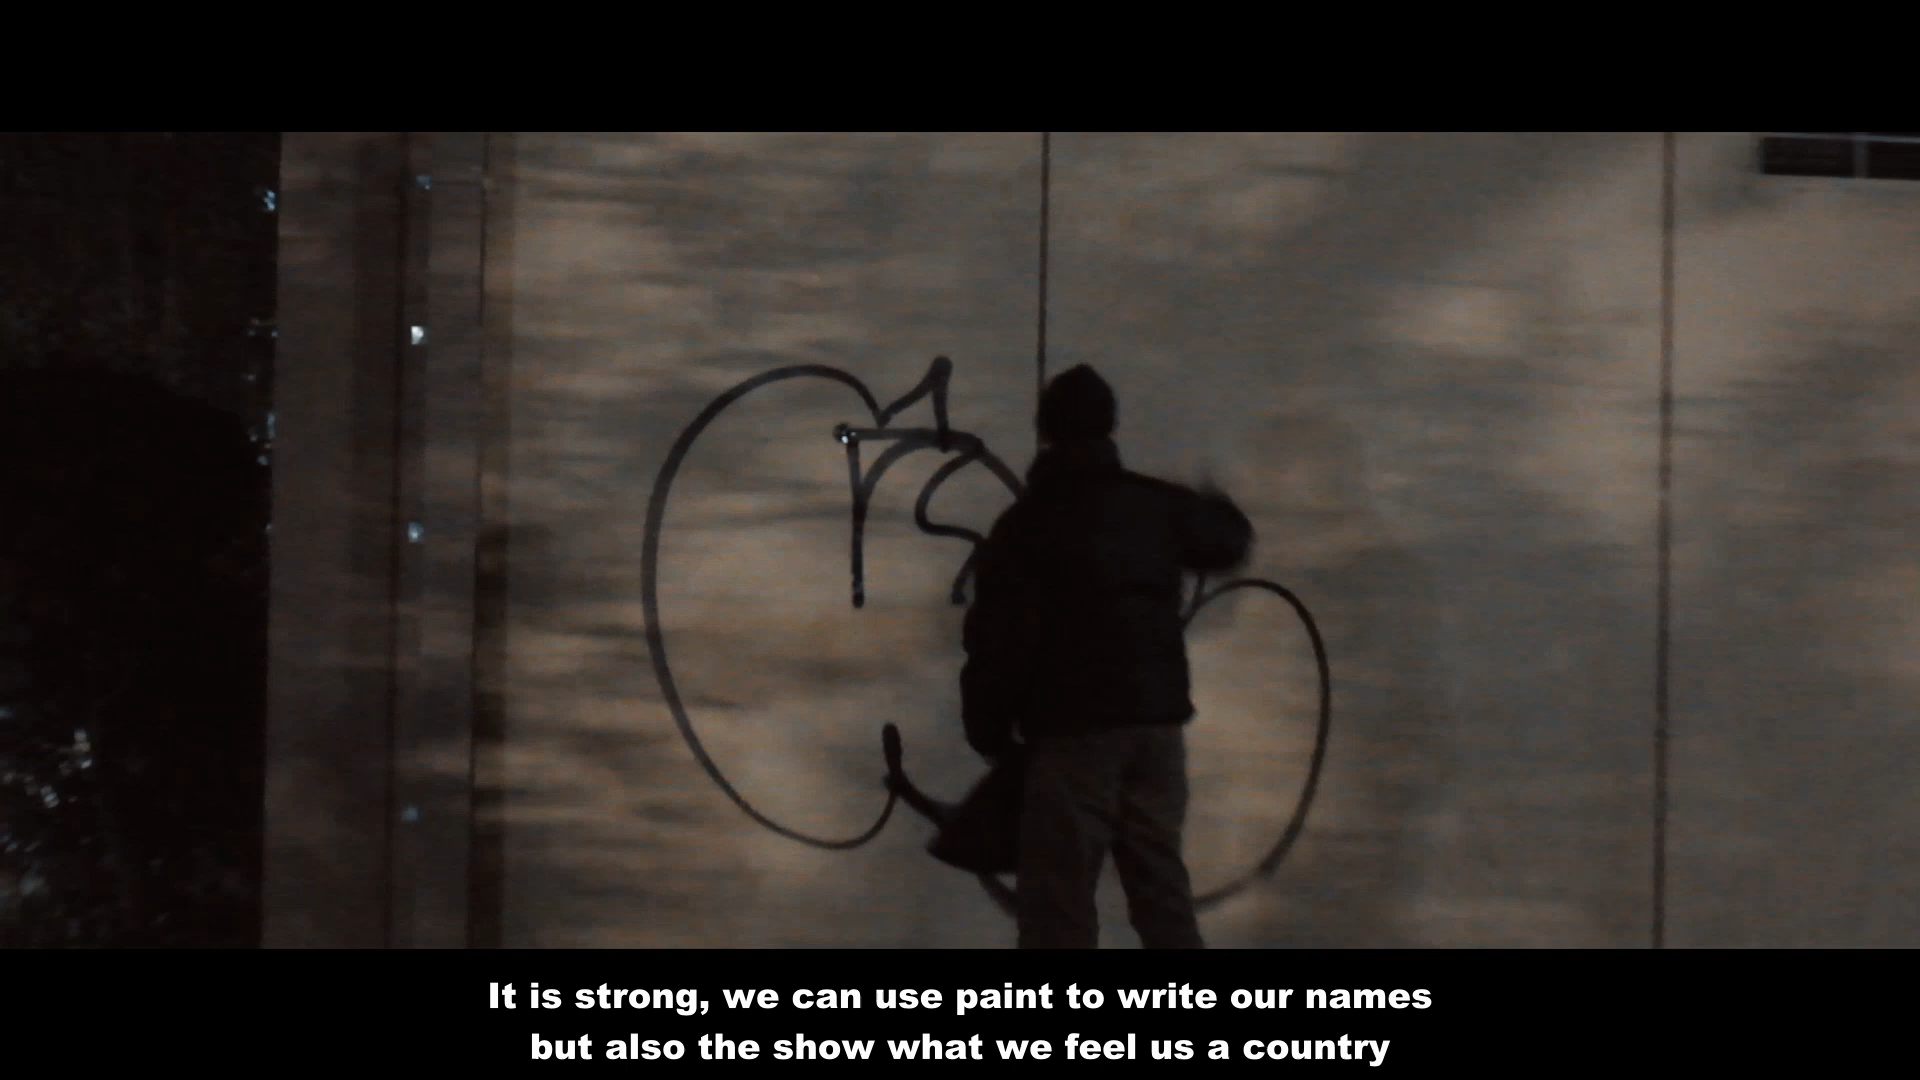 It is strong, we can use paint to write our names
but also the show what we feel us a country